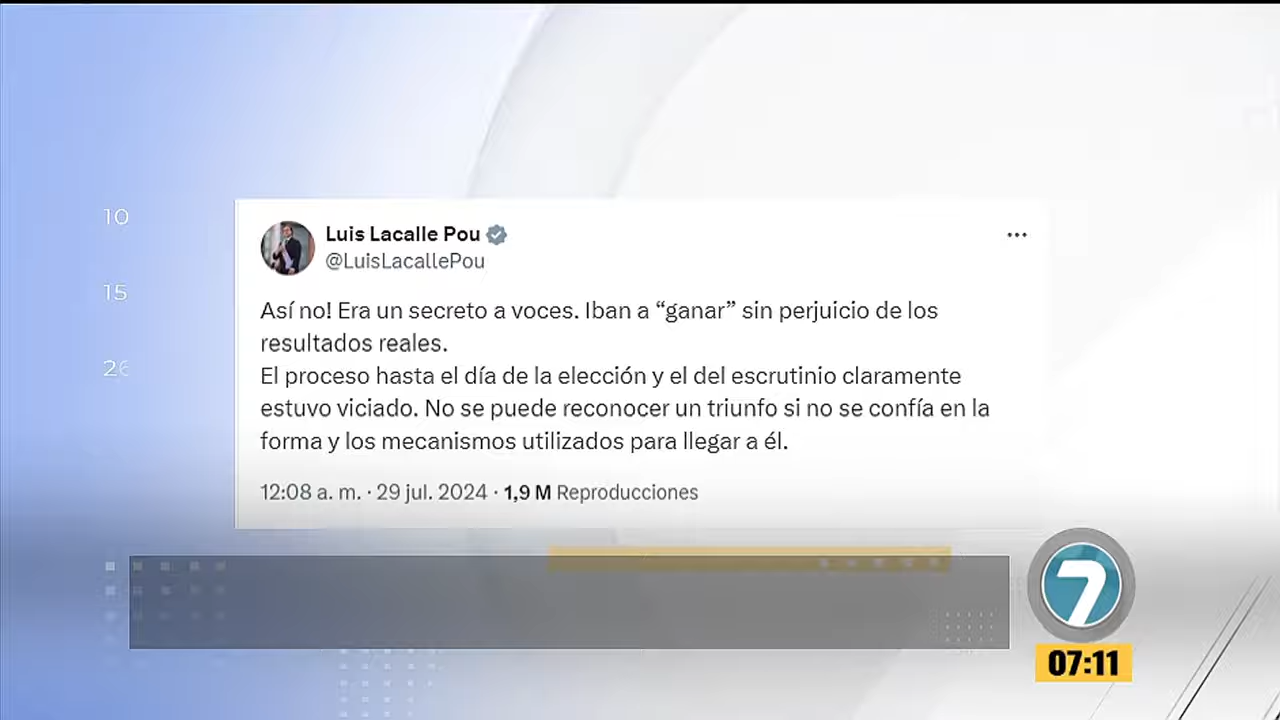 10
15
26
Luis Lacalle Pou
@LuisLacallePou
Así no! Era un secreto a voces. Iban a “ganar” sin perjuicio de los
resultados reales.
El proceso hasta el día de la elección y el del escrutinio claramente
estuvo viciado. No se puede reconocer un triunfo si no se confía en la
forma y los mecanismos utilizados para llegar a él.
12:08 a. m. · 29 jul. 2024 · 1,9 M Reproducciones
7
07:11